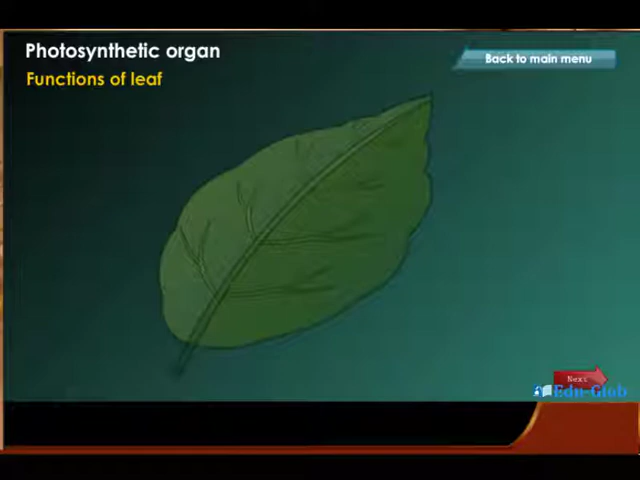 Photosynthetic organ
Back to main menu
Functions of leaf
Next
Edu-Glob